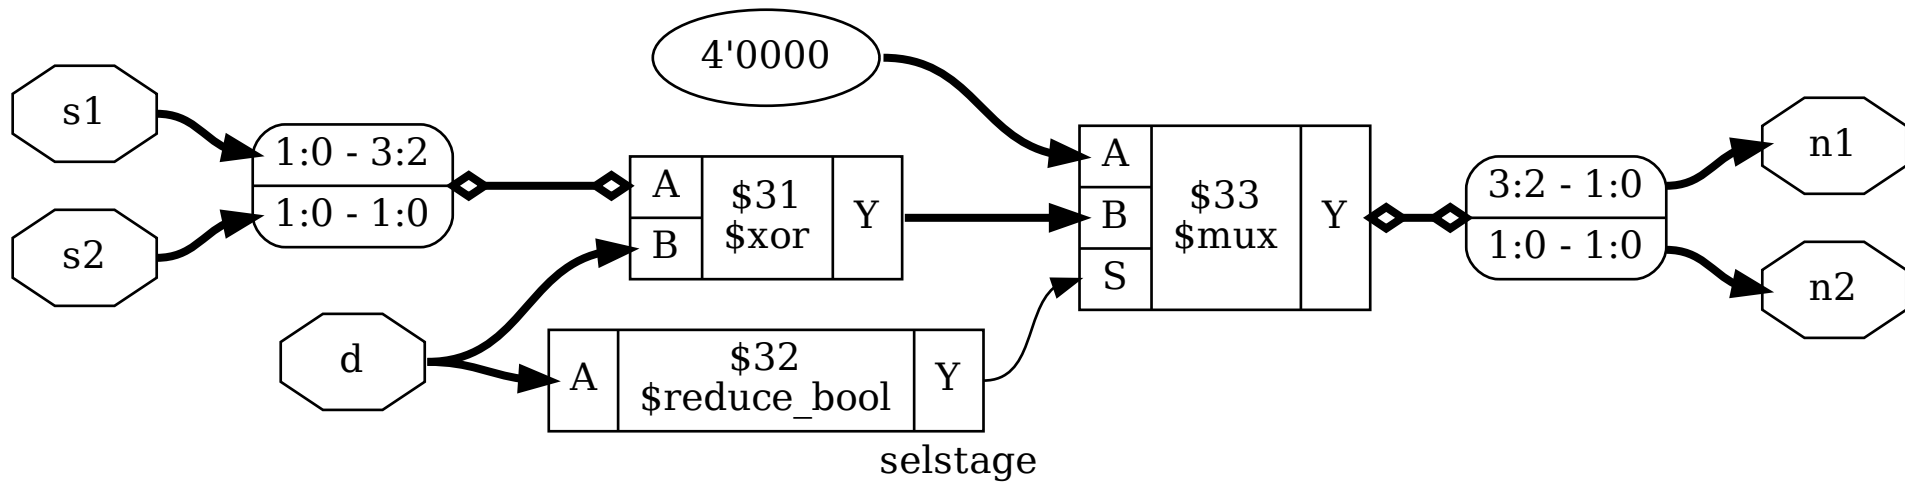 s1
s2
1:0 - 3:2
1:0 - 1:0
d
4'0000
A
B
$31
$xor
Y
A
$32
$reduce_bool
Y
A
B
S
$33
$mux
Y
3:2 - 1:0
1:0 - 1:0
n1
n2
selstage